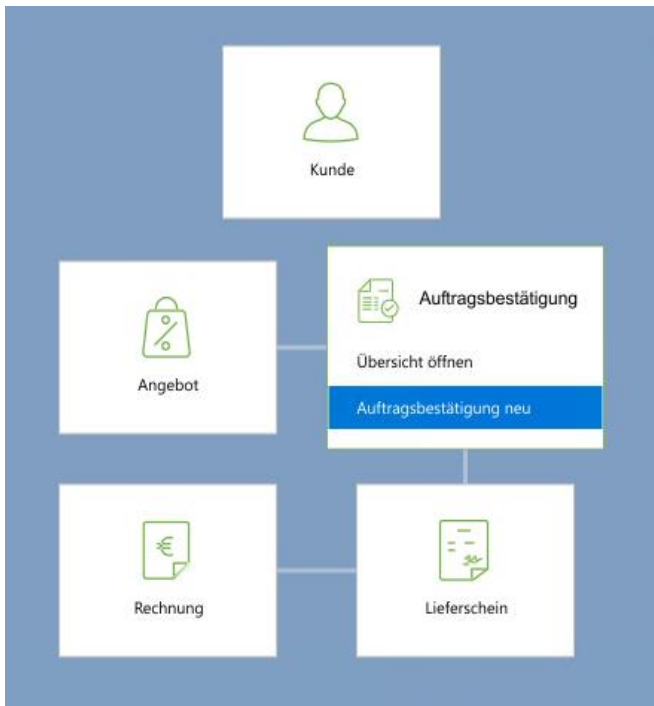 Kunde
Angebot
Auftragsbestätigung
Übersicht öffnen
Auftragsbestätigung neu
Rechnung
Lieferschein